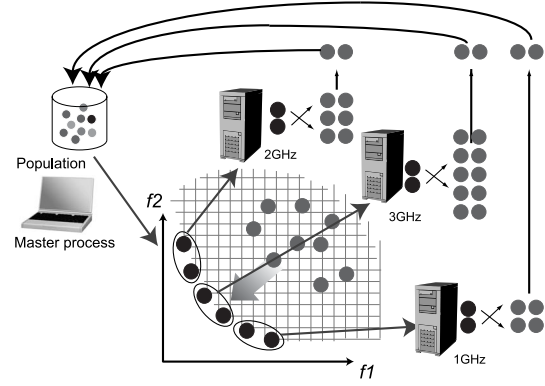 2GHz
Population
3GHz
f2
Master process
1GHz
f1